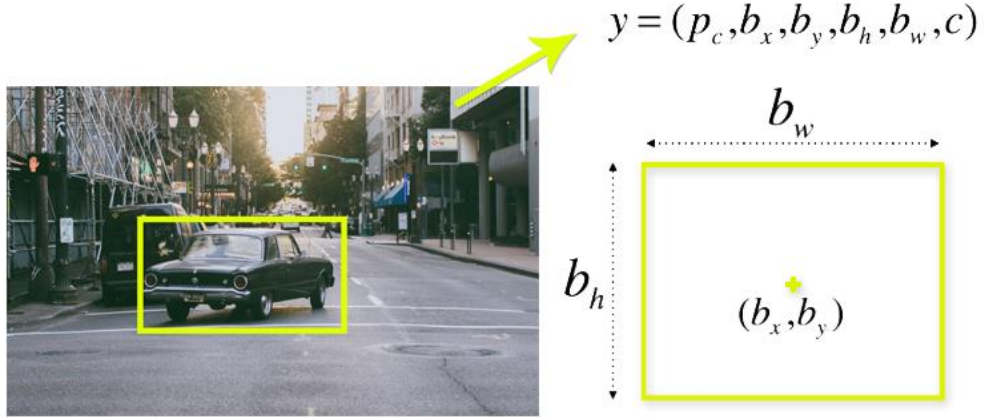 y = (p_c, b_x, b_y, b_h, b_w, c)
b_w
b_h
(b_x, b_y)